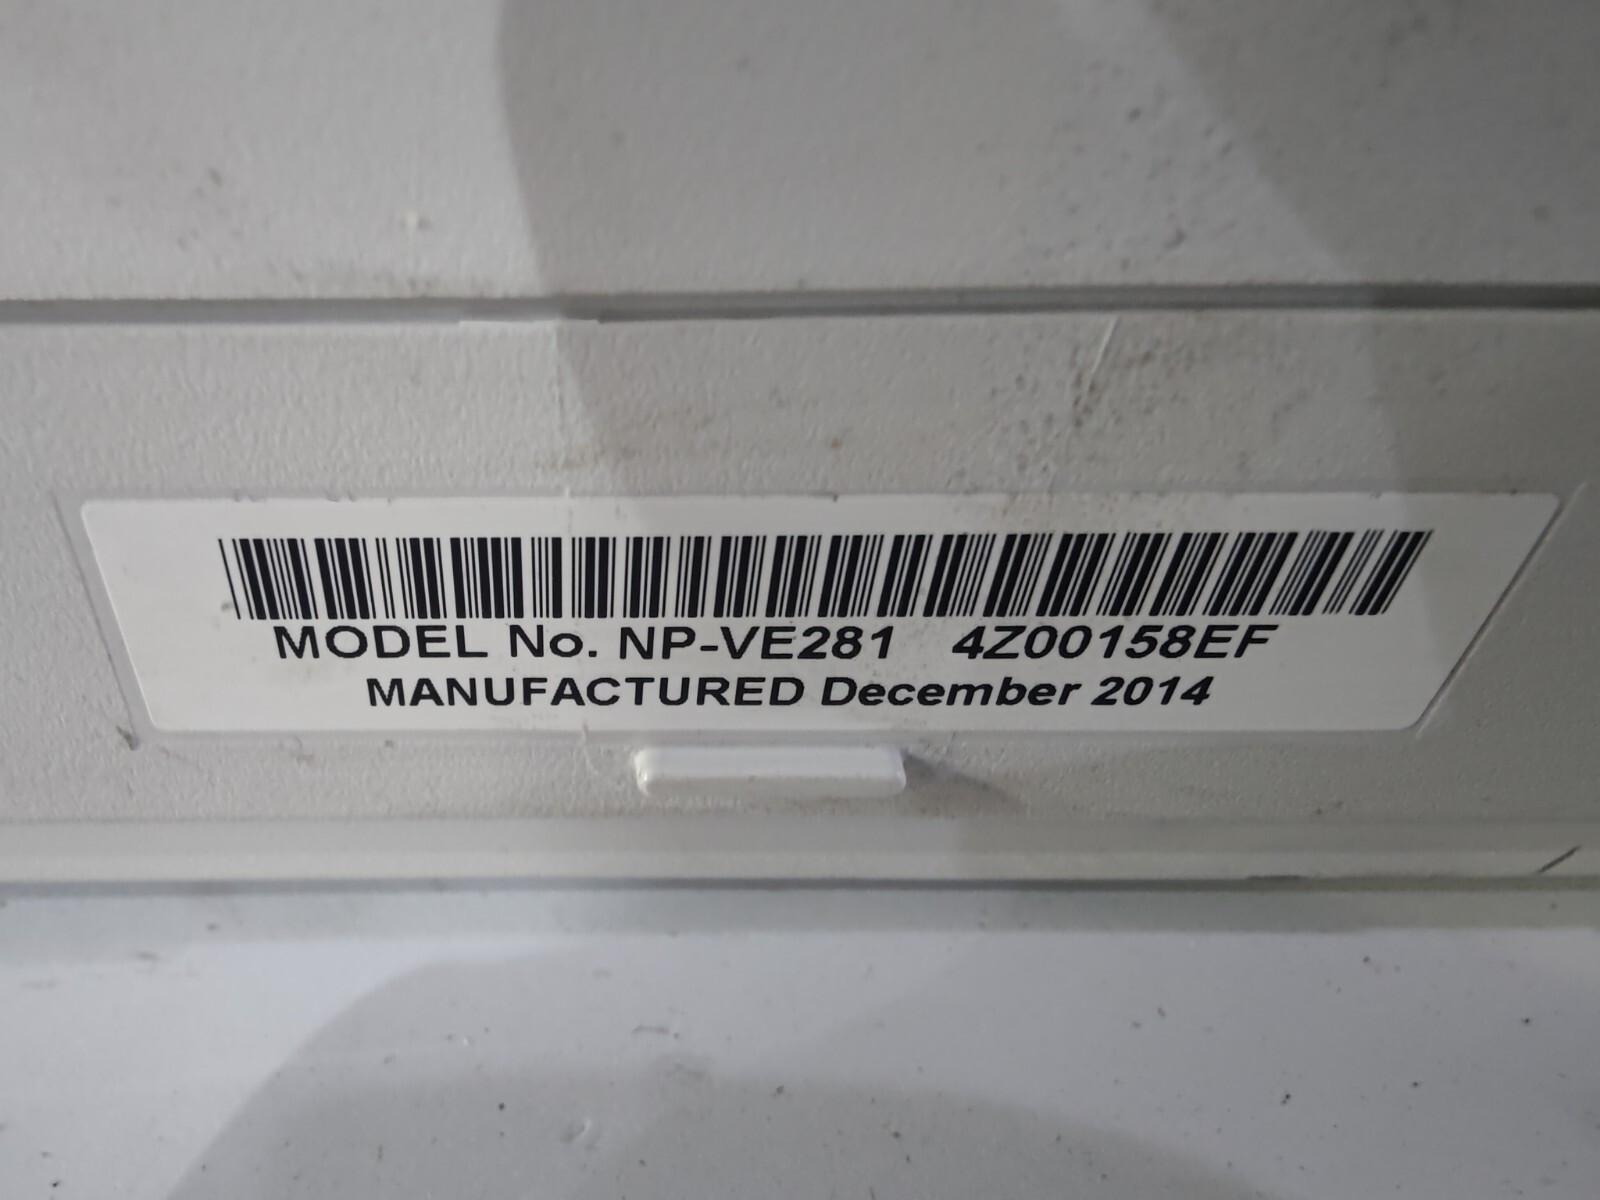 MODEL No. NP-VE281 4Z00158EF
MANUFACTURED December 2014